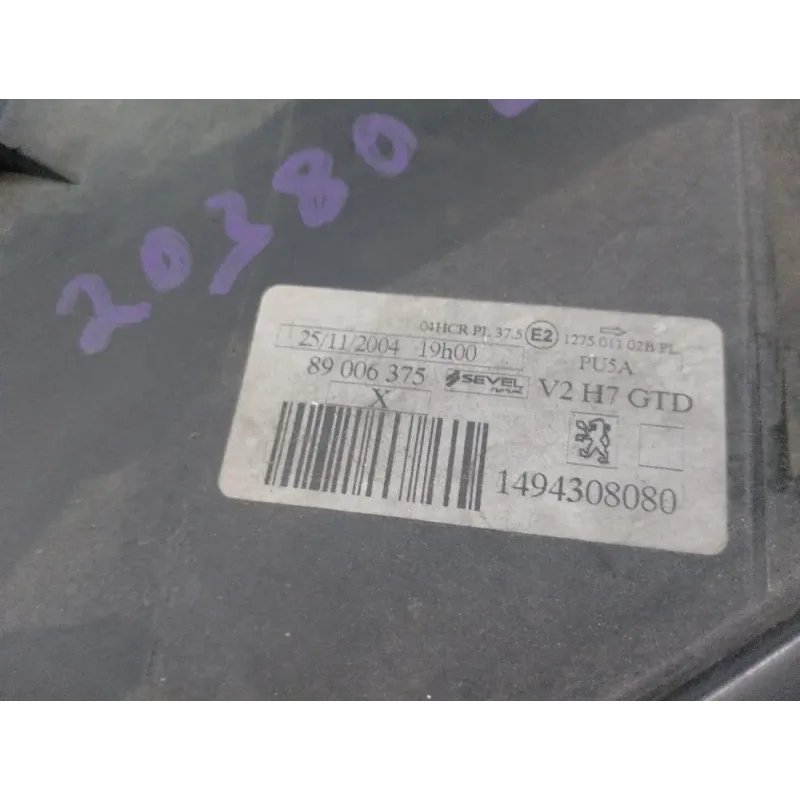 20380
04HCR PL 37.5 E2 1275 011 02B PL
25/11/2004 19h00
PU5A
89 006 375 SEVEL V2 H7 GTD
X
1494308080